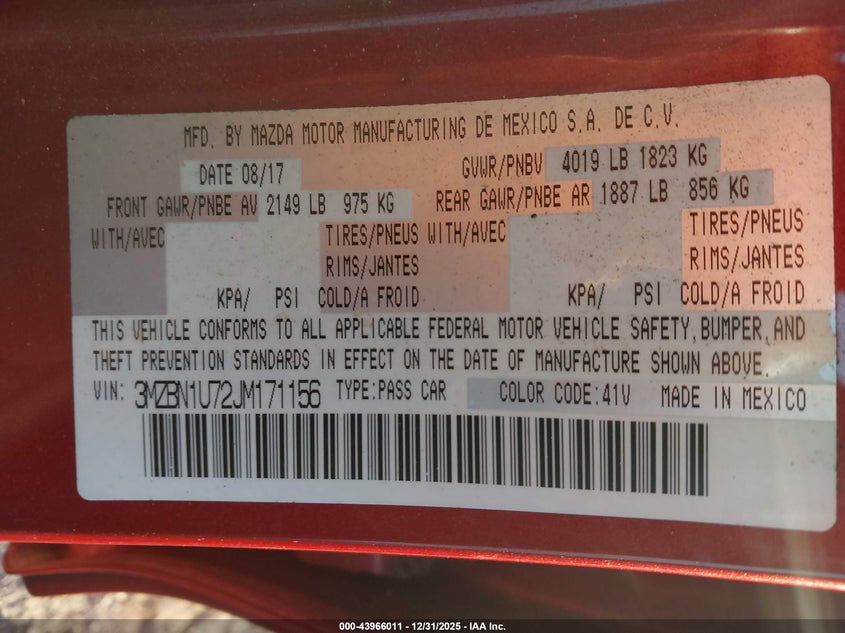 MFD. BY MAZDA MOTOR MANUFACTURING DE MEXICO S.A. DE C.V.
DATE 08/17 GVWR/PNBV 4019 LB 1823 KG
FRONT GAWR/PNBE AV 2149 LB 975 KG REAR GAWR/PNBE AR 1887 LB 856 KG
WITH/AVEC TIRES/PNEUS WITH/AVEC TIRES/PNEUS
RIMS/JANTES RIMS/JANTES
KPA/ PSI COLD/A FROID KPA/ PSI COLD/A FROID
THIS VEHICLE CONFORMS TO ALL APPLICABLE FEDERAL MOTOR VEHICLE SAFETY, BUMPER, AND
THEFT PREVENTION STANDARDS IN EFFECT ON THE DATE OF MANUFACTURE SHOWN ABOVE.
VIN: 3MZBN1U72JM171156 TYPE:PASS CAR COLOR CODE:41V MADE IN MEXICO
000-43966011 - 12/31/2025 - IAA Inc.